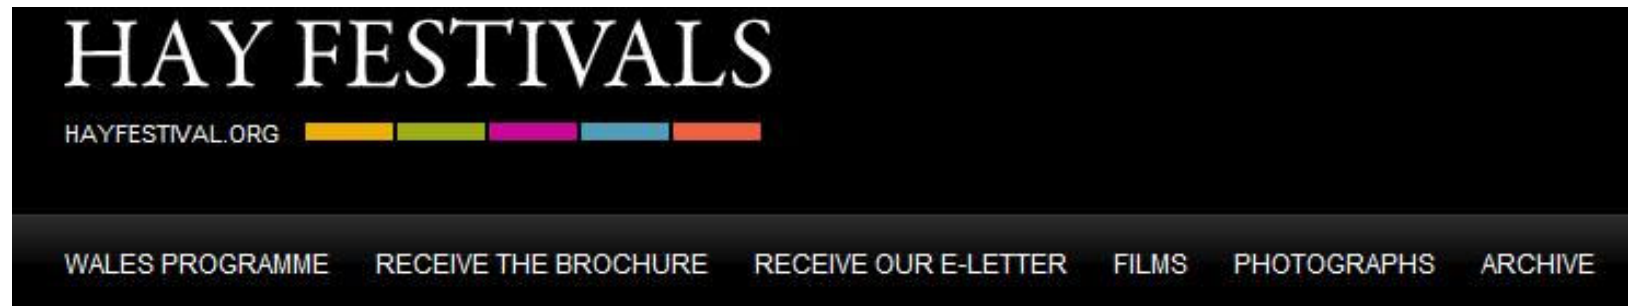 HAY FESTIVALS
HAYFESTIVAL.ORG
WALES PROGRAMME RECEIVE THE BROCHURE RECEIVE OUR E-LETTER FILMS PHOTOGRAPHS ARCHIVE